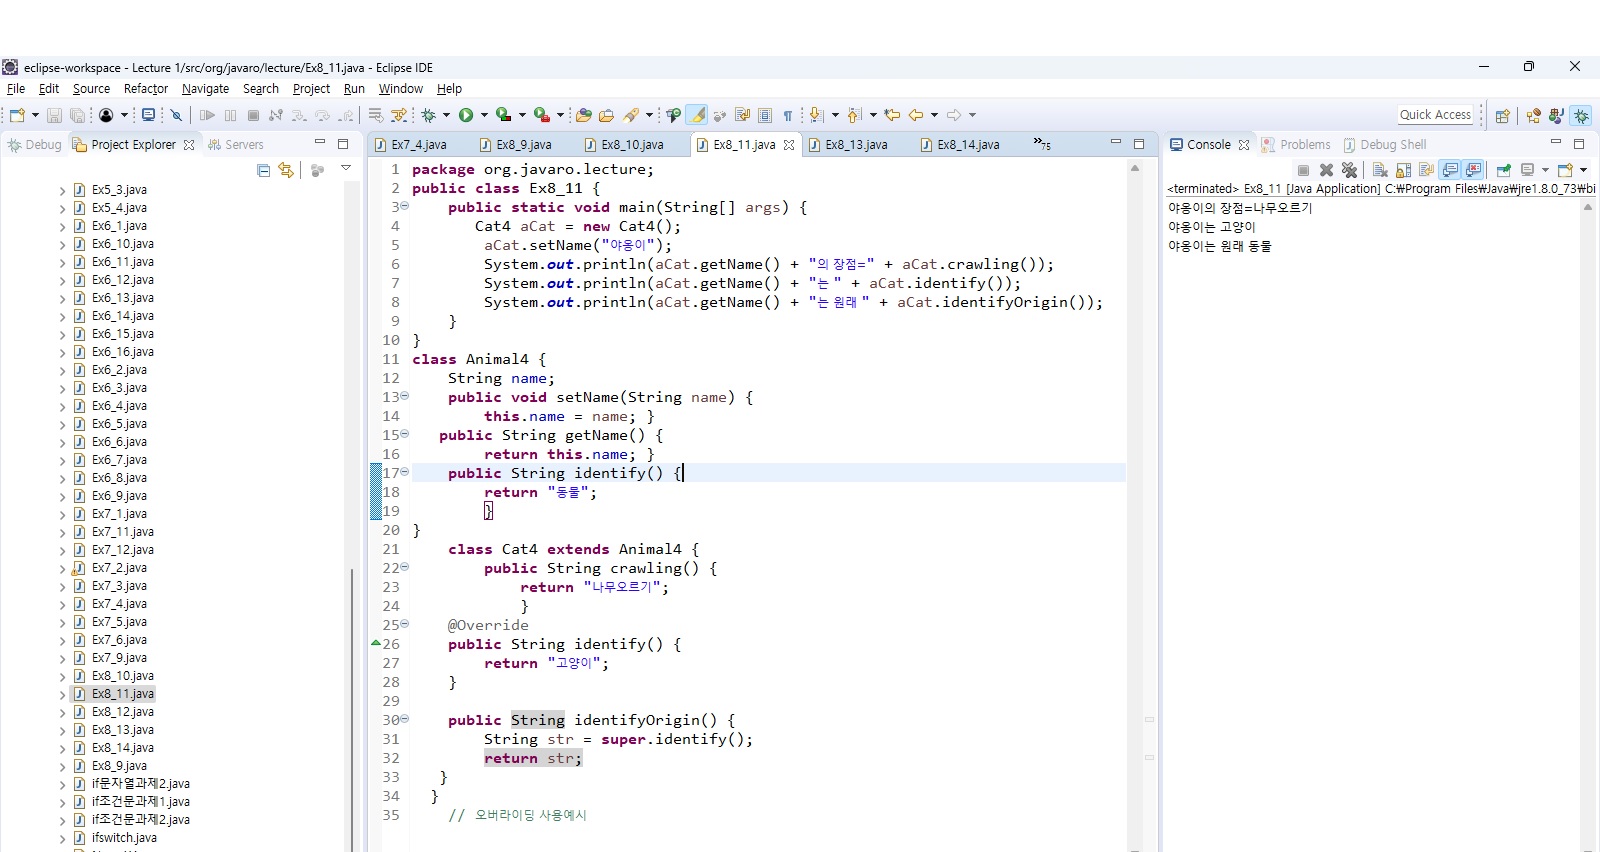 eclipse-workspace - Lecture 1/src/org/javaro/lecture/Ex8_11.java - Eclipse IDE
File Edit Source Refactor Navigate Search Project Run Window Help
Quick Access
Debug Project Explorer Servers
Ex5_3.java
Ex5_4.java
Ex6_1.java
Ex6_10.java
Ex6_11.java
Ex6_12.java
Ex6_13.java
Ex6_14.java
Ex6_15.java
Ex6_16.java
Ex6_2.java
Ex6_3.java
Ex6_4.java
Ex6_5.java
Ex6_6.java
Ex6_7.java
Ex6_8.java
Ex6_9.java
Ex7_1.java
Ex7_11.java
Ex7_12.java
Ex7_2.java
Ex7_3.java
Ex7_4.java
Ex7_5.java
Ex7_6.java
Ex7_9.java
Ex8_10.java
Ex8_11.java
Ex8_12.java
Ex8_13.java
Ex8_14.java
Ex8_9.java
if문자열과제2.java
if조건문과제1.java
if조건문과제2.java
ifswitch.java
Ex7_4.java Ex8_9.java Ex8_10.java Ex8_11.java Ex8_13.java Ex8_14.java »75
1 package org.javaro.lecture;
2 public class Ex8_11 {
3 public static void main(String[] args) {
4 Cat4 aCat = new Cat4();
5 aCat.setName("야옹이");
6 System.out.println(aCat.getName() + "의 장점=" + aCat.crawling());
7 System.out.println(aCat.getName() + "는 " + aCat.identify());
8 System.out.println(aCat.getName() + "는 원래 " + aCat.identifyOrigin());
9 }
10 }
11 class Animal4 {
12 String name;
13 public void setName(String name) {
14 this.name = name; }
15 public String getName() {
16 return this.name; }
17 public String identify() {
18 return "동물";
19 }
20 }
21 class Cat4 extends Animal4 {
22 public String crawling() {
23 return "나무오르기";
24 }
25 @Override
26 public String identify() {
27 return "고양이";
28 }
29
30 public String identifyOrigin() {
31 String str = super.identify();
32 return str;
33 }
34 }
35 // 오버라이딩 사용예시
Console Problems Debug Shell
<terminated> Ex8_11 [Java Application] C:₩Program Files₩Java₩jre1.8.0_73₩bi
야옹이의 장점=나무오르기
야옹이는 고양이
야옹이는 원래 동물